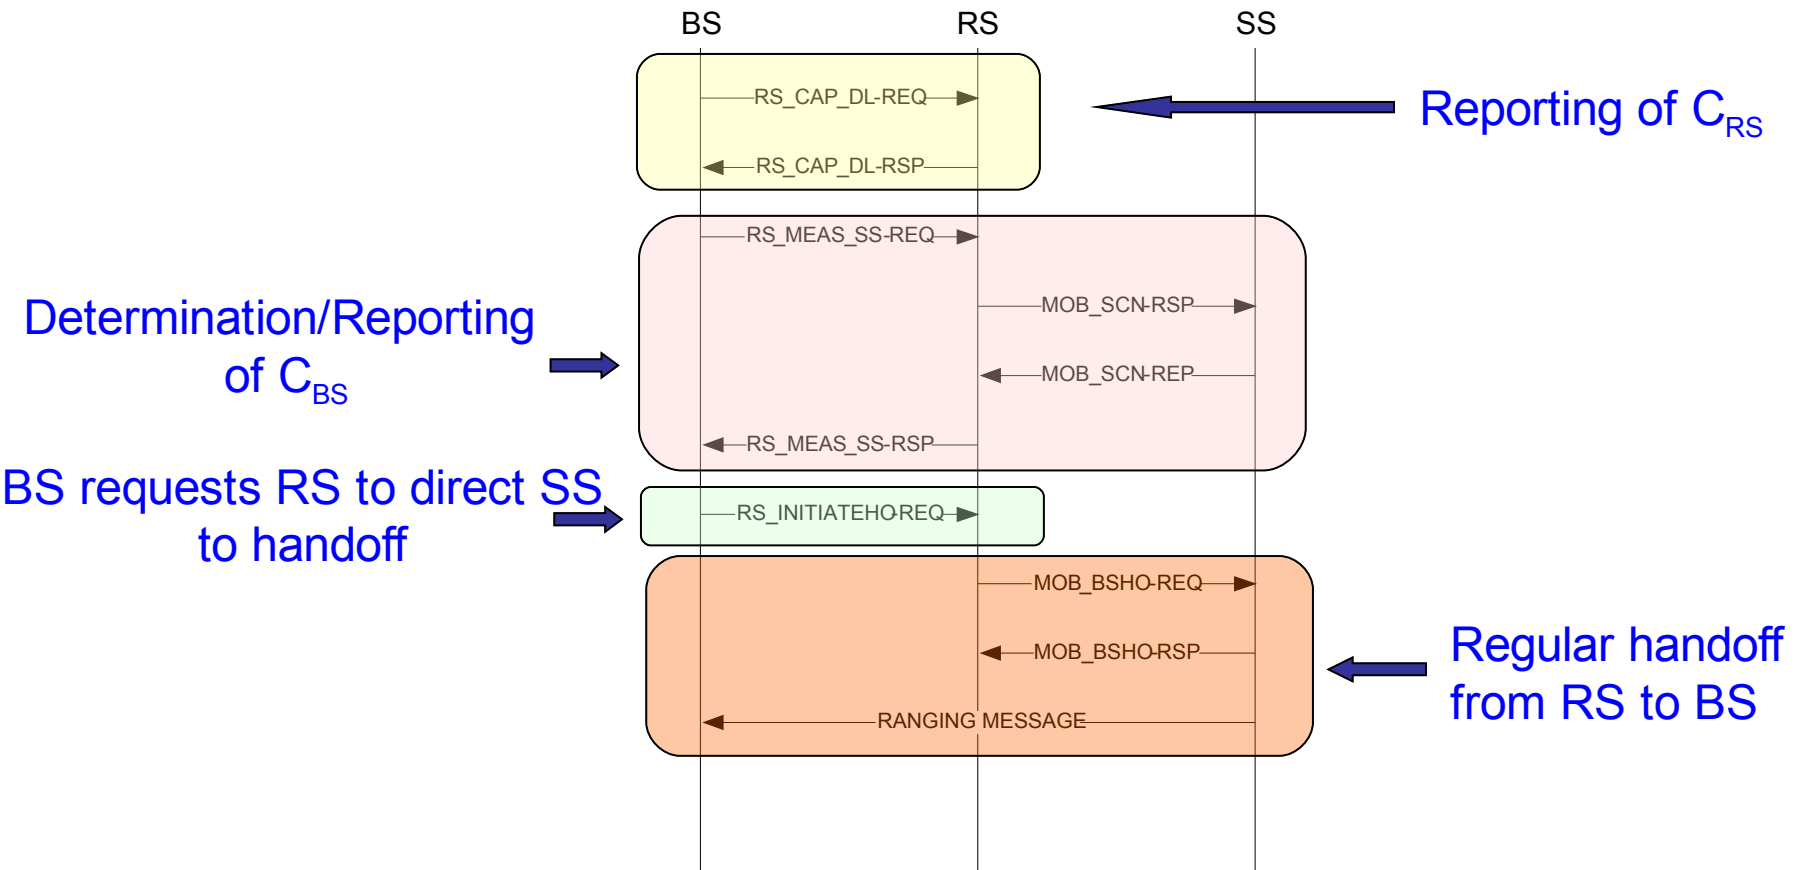 BS RS SS
RS_CAP_DL-REQ
Reporting of C_RS
RS_CAP_DL-RSP
RS_MEAS_SS-REQ
MOB_SCN-RSP
Determination/Reporting
of C_BS
MOB_SCN-REP
RS_MEAS_SS-RSP
BS requests RS to direct SS
to handoff
RS_INITIATEHO-REQ
MOB_BSHO-REQ
MOB_BSHO-RSP
Regular handoff
from RS to BS
RANGING MESSAGE